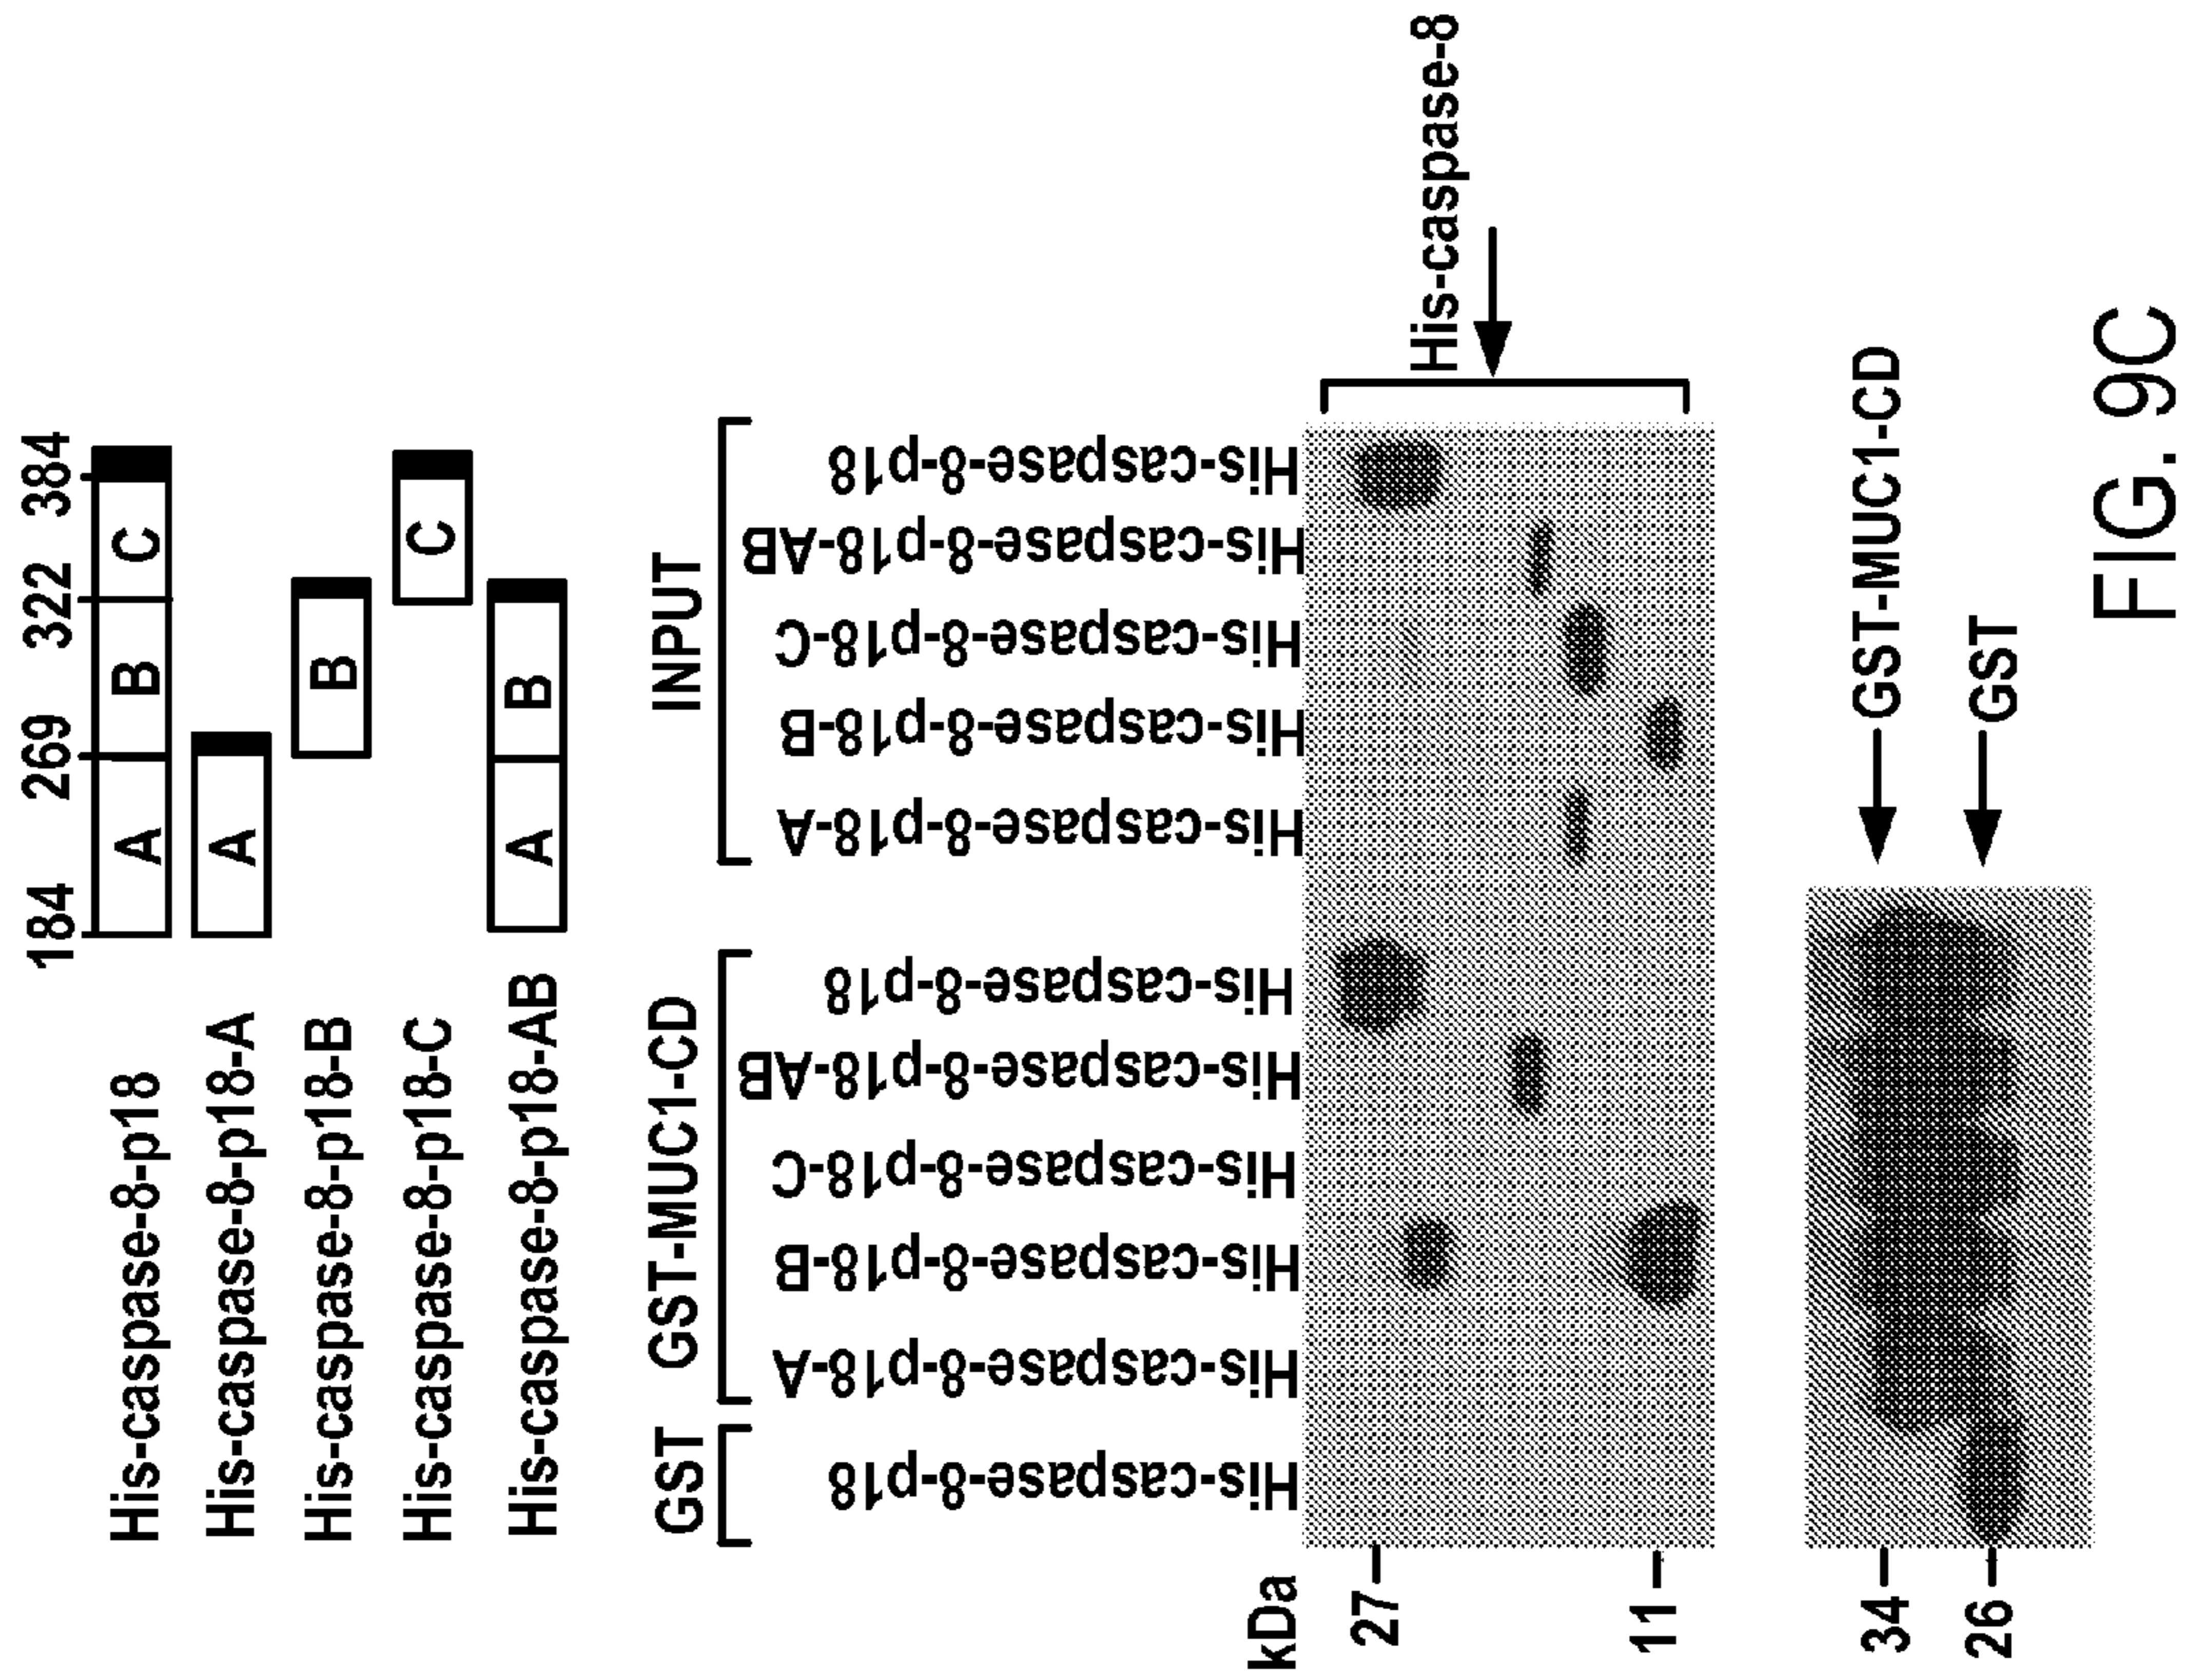 184 269 322 384
His-caspase-8-p18 A B C
His-caspase-8-p18-A A
His-caspase-8-p18-B B
His-caspase-8-p18-C C
His-caspase-8-p18-AB A B
GST GST-MUC1-CD INPUT
His-caspase-8-p18
His-caspase-8-p18-A
His-caspase-8-p18-B
His-caspase-8-p18-C
His-caspase-8-p18-AB
His-caspase-8-p18
His-caspase-8-p18-A
His-caspase-8-p18-B
His-caspase-8-p18-C
His-caspase-8-p18-AB
His-caspase-8-p18
kDa
27
11
His-caspase-8
34
26
GST-MUC1-CD
GST
FIG. 9C